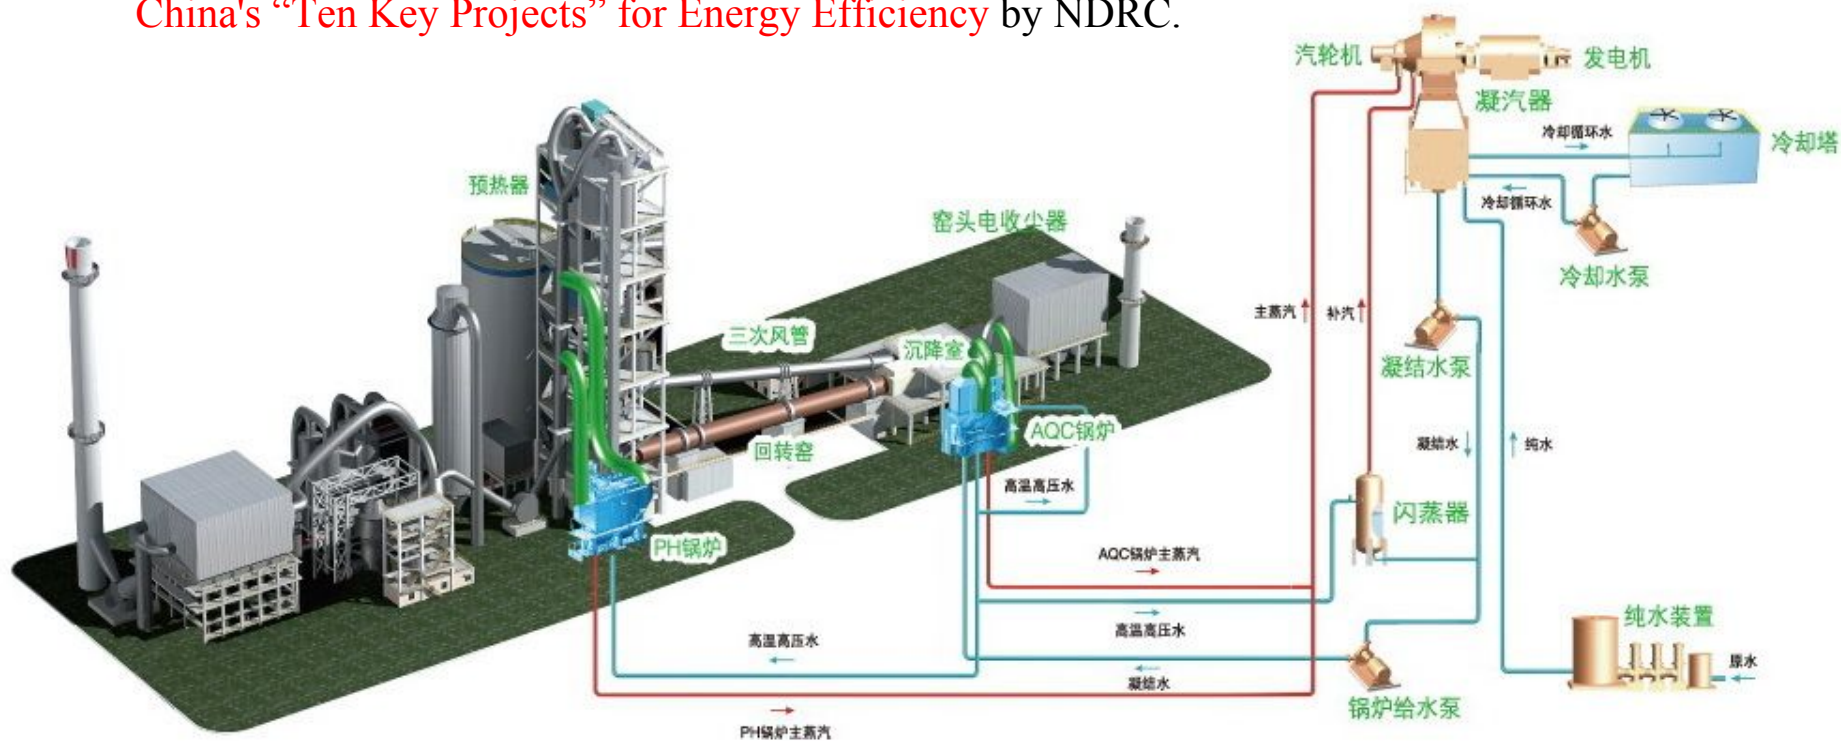 China's “Ten Key Projects” for Energy Efficiency by NDRC.
汽轮机
发电机
凝汽器
冷却循环水
冷却塔
预热器
冷却循环水
窑头电收尘器
冷却水泵
主蒸汽
补汽
三次风管
沉降室
凝结水泵
AQC锅炉
回转窑
凝结水
纯水
高温高压水
闪蒸器
PH锅炉
AQC锅炉主蒸汽
纯水装置
高温高压水
高温高压水
原水
凝结水
锅炉给水泵
PH锅炉主蒸汽